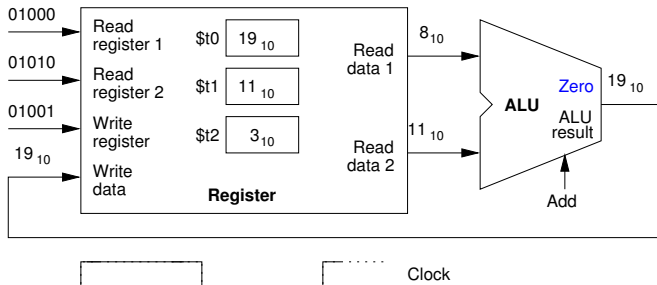 01000
Read
register 1
01010
Read
register 2
01001
Write
register
19 10
Write
data
$t0 19 10
$t1 11 10
$t2 3 10
Register
Read
data 1
Read
data 2
8 10
11 10
ALU
Zero
ALU
result
19 10
Add
Clock